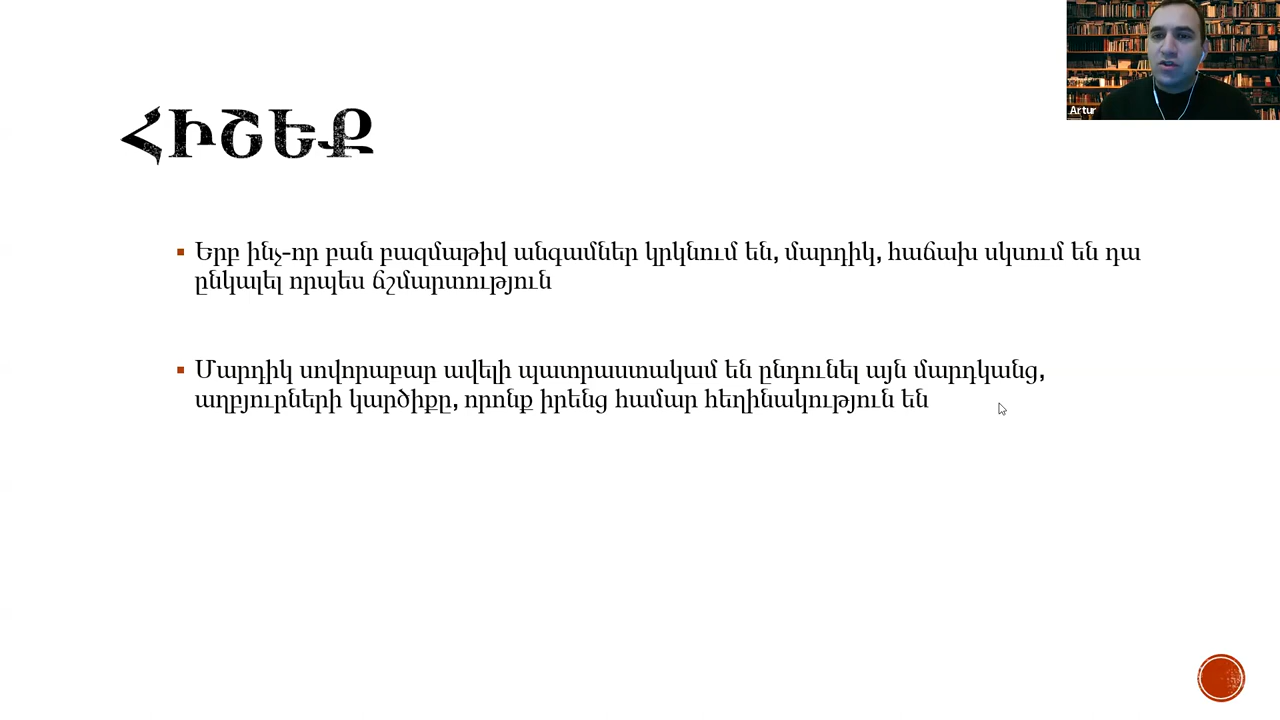 Artur
ՀԻՇԵՔ
Երբ ինչ-որ բան բազմաթիվ անգամներ կրկնում են, մարդիկ, հաճախ սկսում են դա
ընկալել որպես ճշմարտություն
Մարդիկ սովորաբար ավելի պատրաստակամ են ընդունել այն մարդկանց,
աղբյուրների կարծիքը, որոնք իրենց համար հեղինակություն են